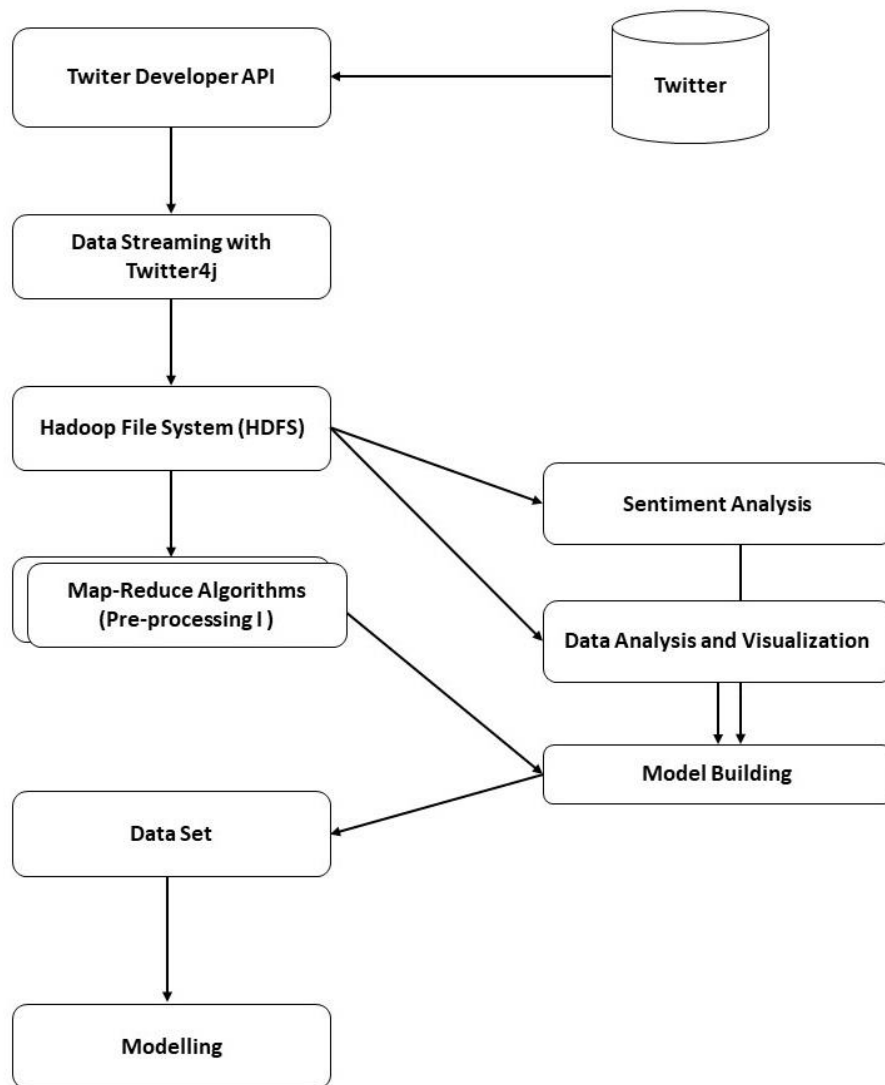 Twiter Developer API
Twitter
Data Streaming with
Twitter4j
Hadoop File System (HDFS)
Sentiment Analysis
Map-Reduce Algorithms
(Pre-processing I )
Data Analysis and Visualization
Model Building
Data Set
Modelling